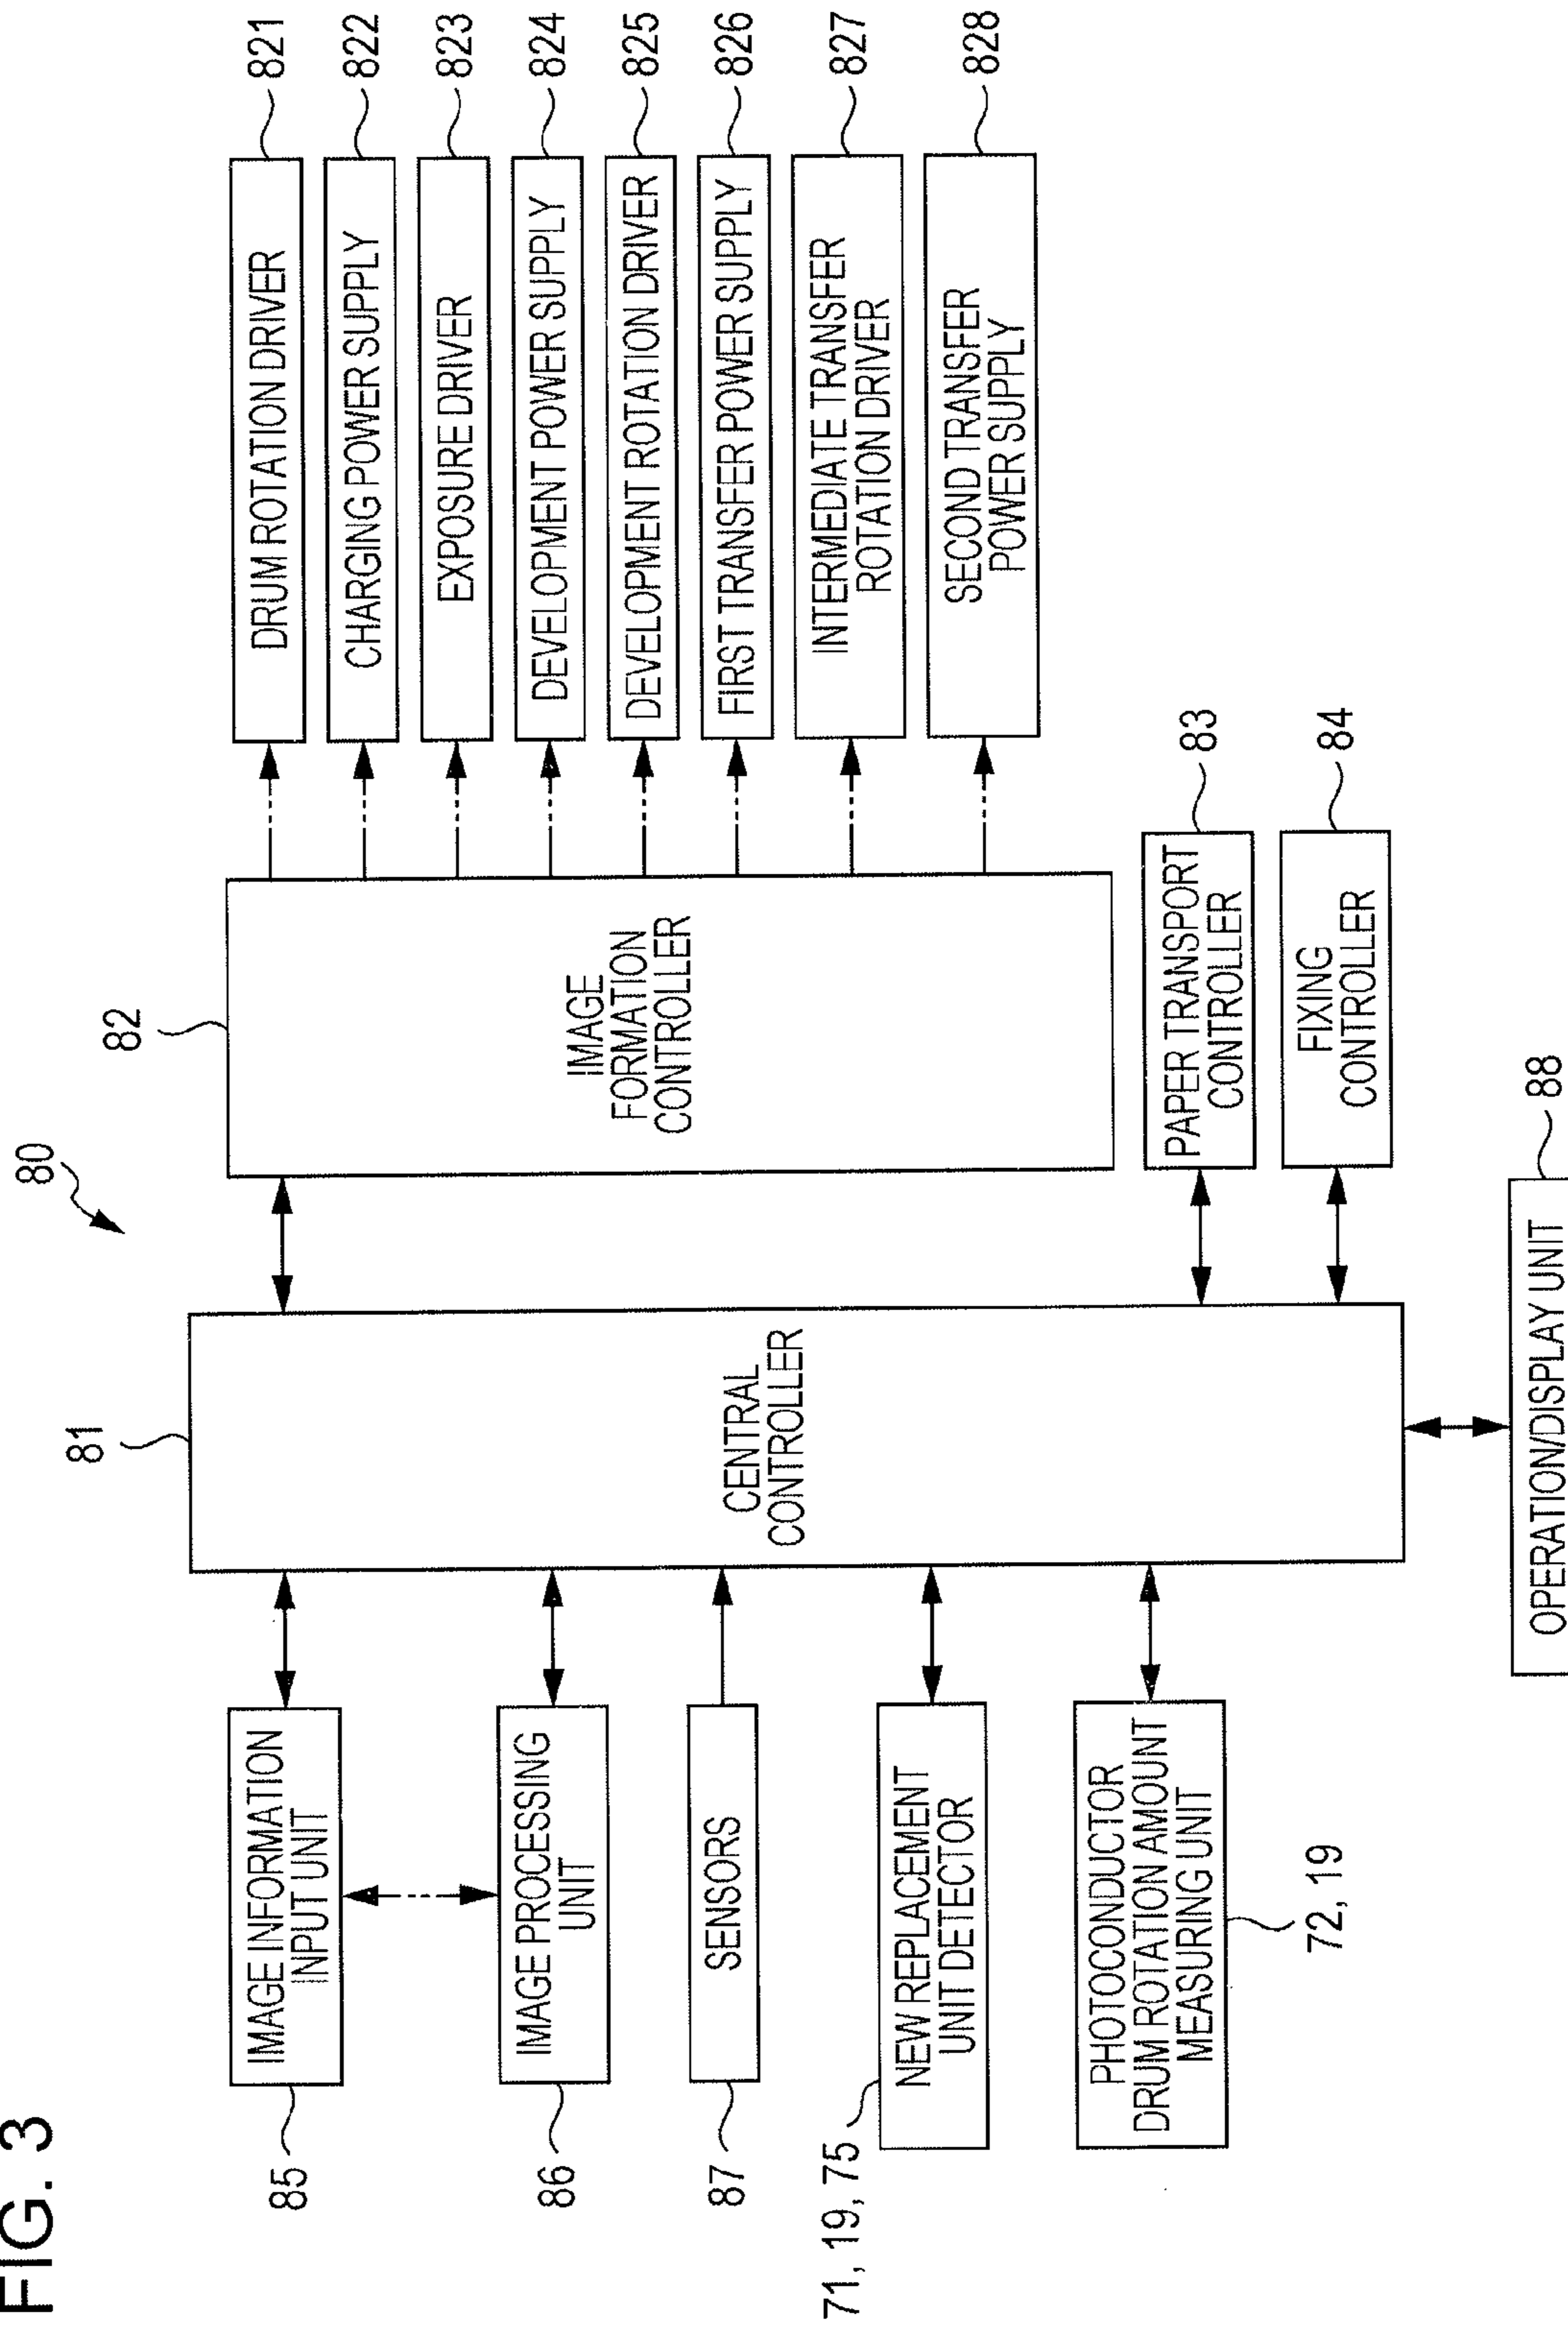 FIG. 3
80
81
82
85
IMAGE INFORMATION
INPUT UNIT
86
IMAGE PROCESSING
UNIT
87
SENSORS
71, 19, 75
NEW REPLACEMENT
UNIT DETECTOR
PHOTOCONDUCTOR
DRUM ROTATION AMOUNT
MEASURING UNIT
72, 19
CENTRAL
CONTROLLER
IMAGE
FORMATION
CONTROLLER
DRUM ROTATION DRIVER
821
CHARGING POWER SUPPLY
822
EXPOSURE DRIVER
823
DEVELOPMENT POWER SUPPLY
824
DEVELOPMENT ROTATION DRIVER
825
FIRST TRANSFER POWER SUPPLY
826
INTERMEDIATE TRANSFER
ROTATION DRIVER
827
SECOND TRANSFER
POWER SUPPLY
828
PAPER TRANSPORT
CONTROLLER
83
FIXING
CONTROLLER
84
OPERATION/DISPLAY UNIT
88